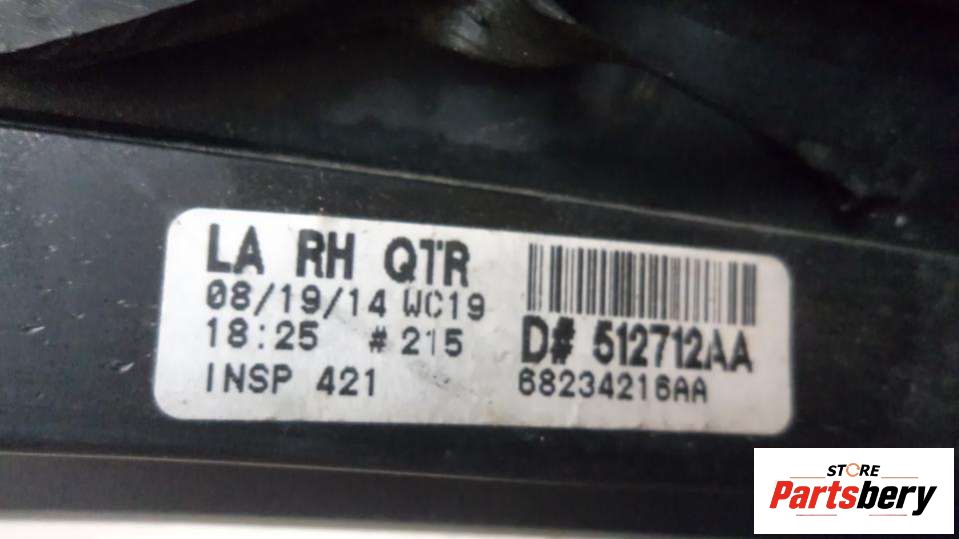 LA RH QTR
08/19/14 WC19
18:25 #215
INSP 421
D# 512712AA
68234216AA
STORE
Partsbery